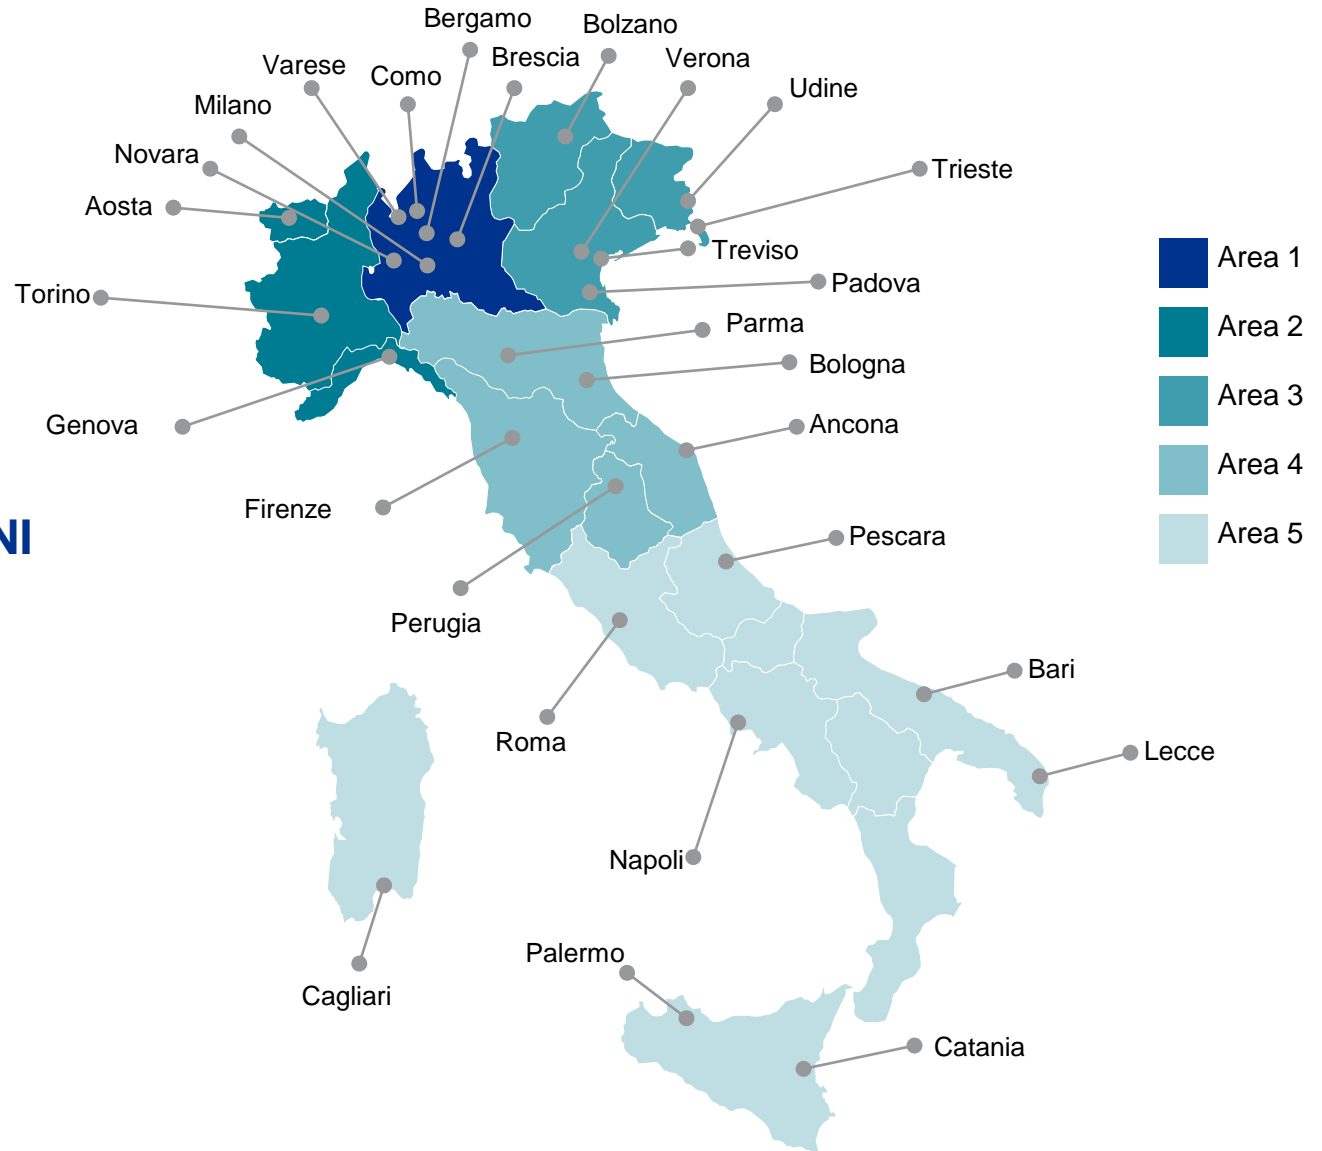 Bergamo
Bolzano
Brescia
Verona
Varese
Como
Udine
Milano
Novara
Trieste
Aosta
Treviso
Area 1
Padova
Torino
Parma
Area 2
Bologna
Area 3
Genova
Ancona
Area 4
Firenze
NI
Pescara
Area 5
Perugia
Bari
Roma
Lecce
Napoli
Palermo
Cagliari
Catania